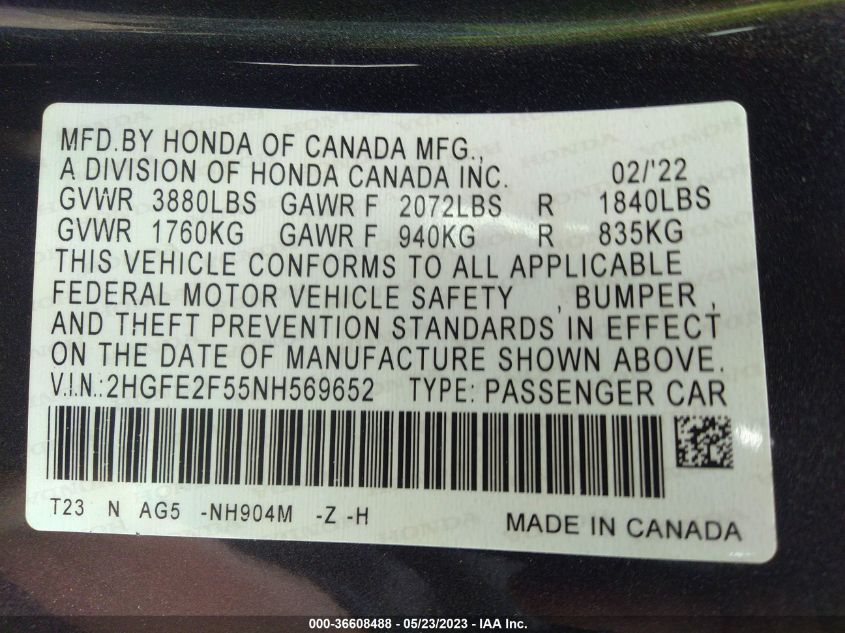 MFD.BY HONDA OF CANADA MFG.,
A DIVISION OF HONDA CANADA INC. 02/'22
GVWR 3880LBS GAWR F 2072LBS R 1840LBS
GVWR 1760KG GAWR F 940KG R 835KG
THIS VEHICLE CONFORMS TO ALL APPLICABLE
FEDERAL MOTOR VEHICLE SAFETY , BUMPER ,
AND THEFT PREVENTION STANDARDS IN EFFECT
ON THE DATE OF MANUFACTURE SHOWN ABOVE.
V.I.N.:2HGFE2F55NH569652 TYPE: PASSENGER CAR
T23 N AG5 -NH904M -Z -H
MADE IN CANADA
000-36608488 - 05/23/2023 - IAA Inc.